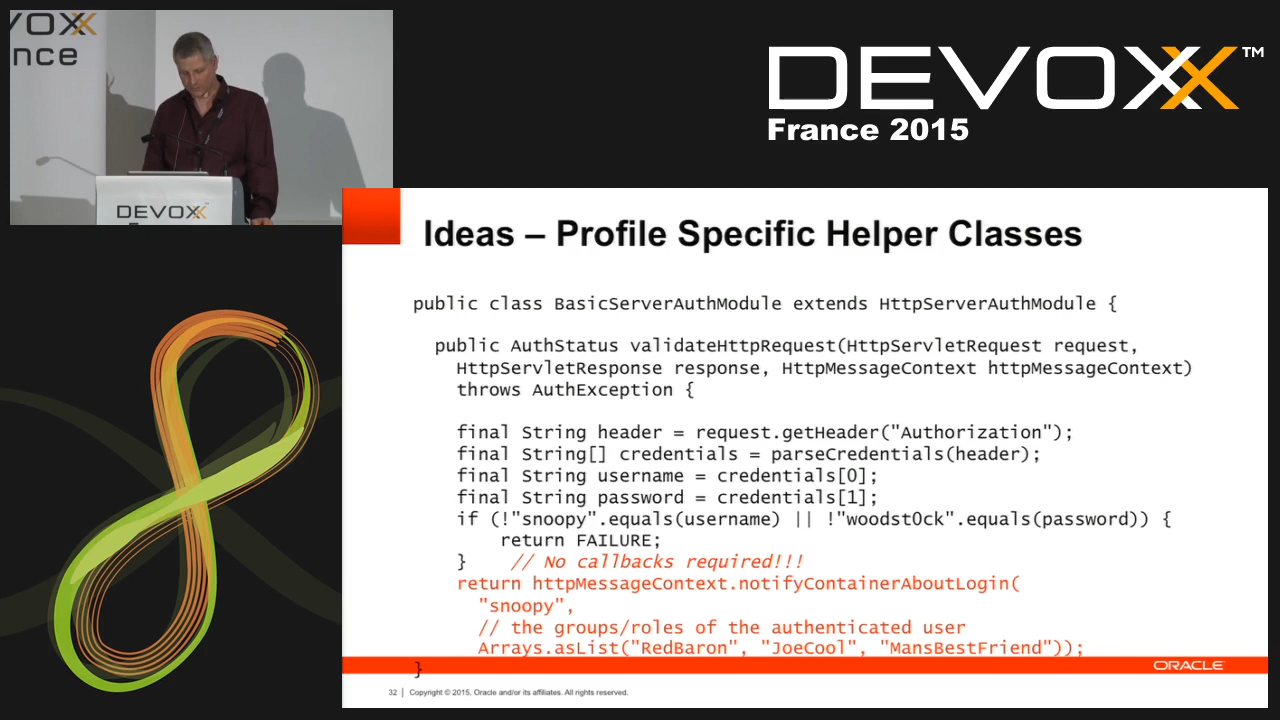 VOXX
nce
DEVOXX
DEVOXX™
France 2015
Ideas – Profile Specific Helper Classes
public class BasicServerAuthModule extends HttpServerAuthModule {
public AuthStatus validateHttpRequest(HttpServletRequest request,
HttpServletResponse response, HttpMessageContext httpMessageContext)
throws AuthException {
final String header = request.getHeader("Authorization");
final String[] credentials = parseCredentials(header);
final String username = credentials[0];
final String password = credentials[1];
if (!"snoopy".equals(username) || !"woodst0ck".equals(password)) {
return FAILURE;
} // No callbacks required!!!
return httpMessageContext.notifyContainerAboutLogin(
"snoopy",
// the groups/roles of the authenticated user
Arrays.asList("RedBaron", "JoeCool", "MansBestFriend"));
}
ORACLE
32 | Copyright © 2015, Oracle and/or its affiliates. All rights reserved.